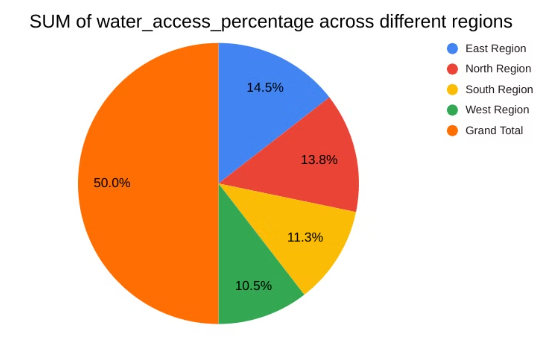 SUM of water_access_percentage across different regions
East Region
North Region
South Region
West Region
Grand Total
14.5%
13.8%
50.0%
11.3%
10.5%